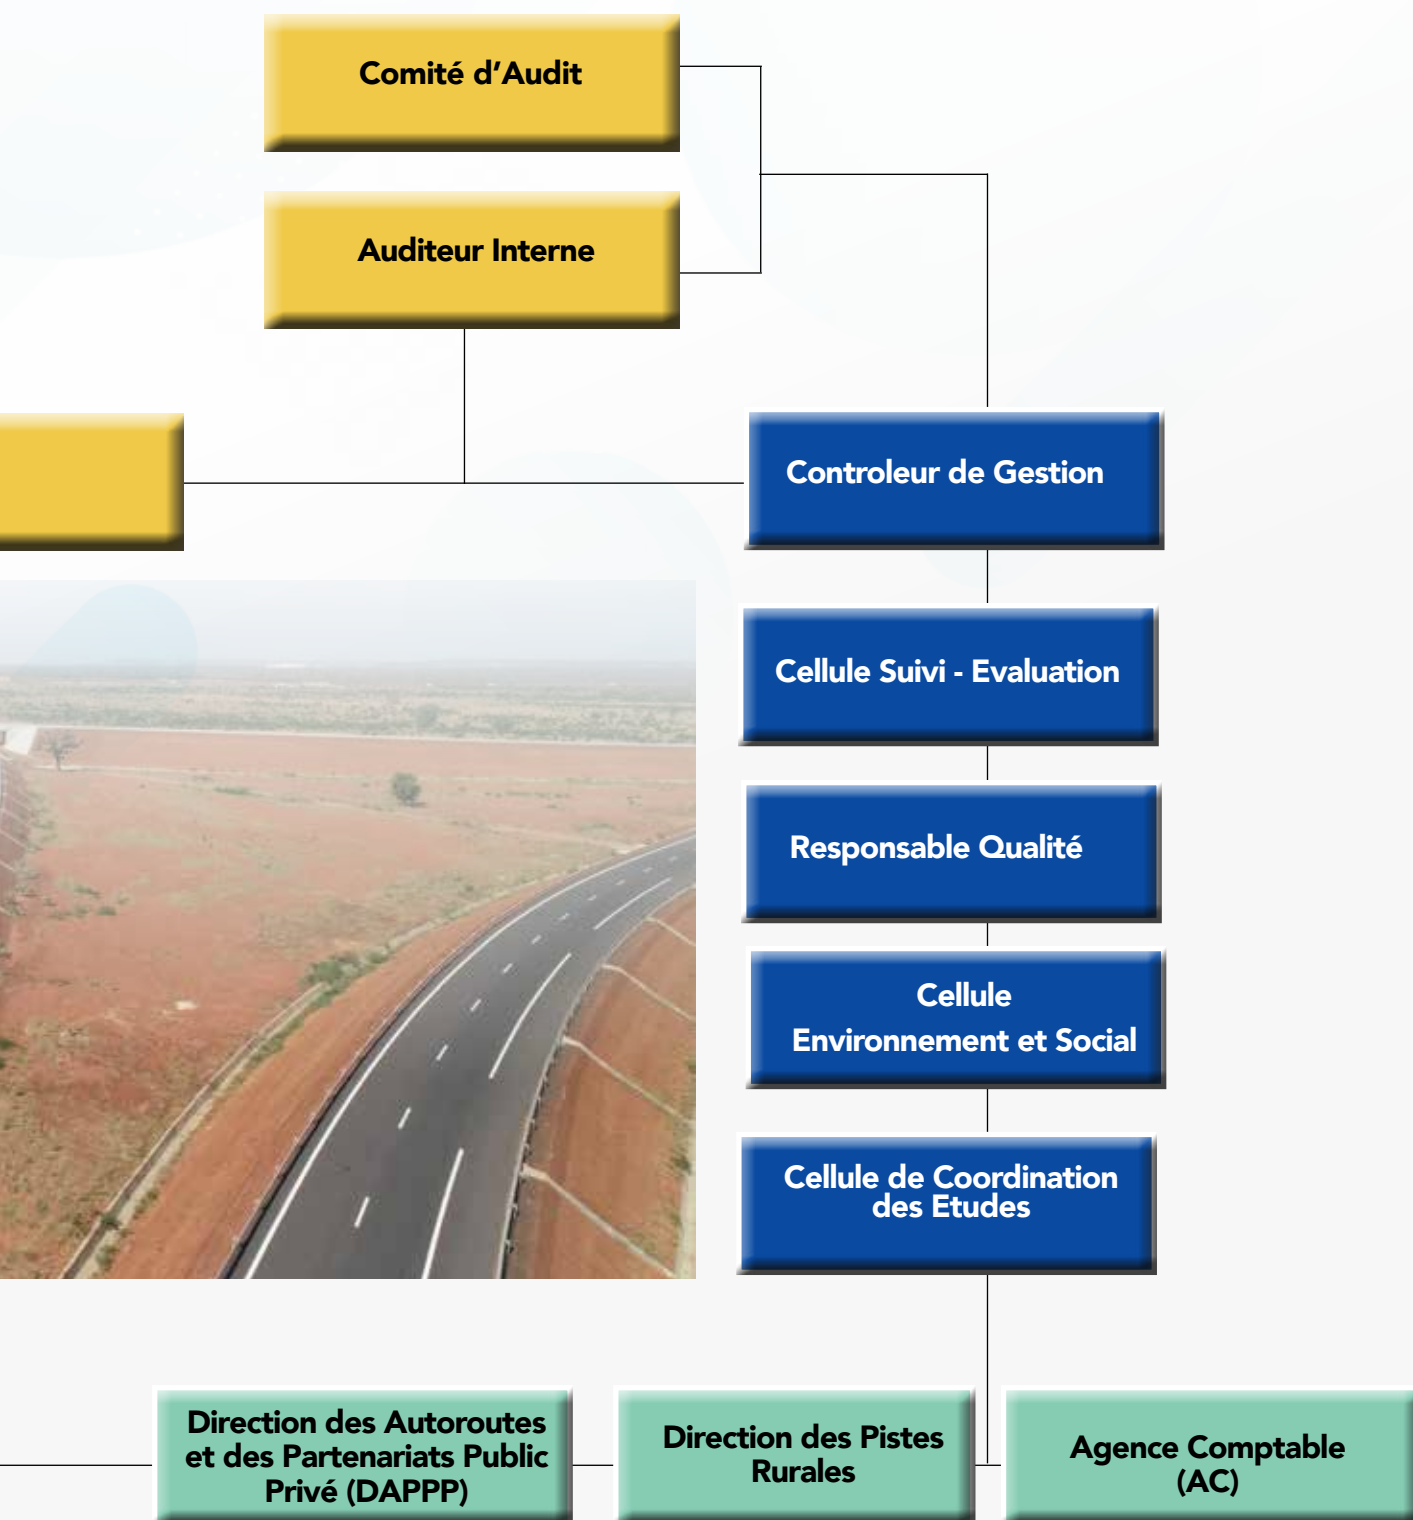 Comité d’Audit
Auditeur Interne
Controleur de Gestion
Cellule Suivi - Evaluation
Responsable Qualité
Cellule
Environnement et Social
Cellule de Coordination
des Etudes
Direction des Autoroutes
et des Partenariats Public
Privé (DAPPP)
Direction des Pistes
Rurales
Agence Comptable
(AC)